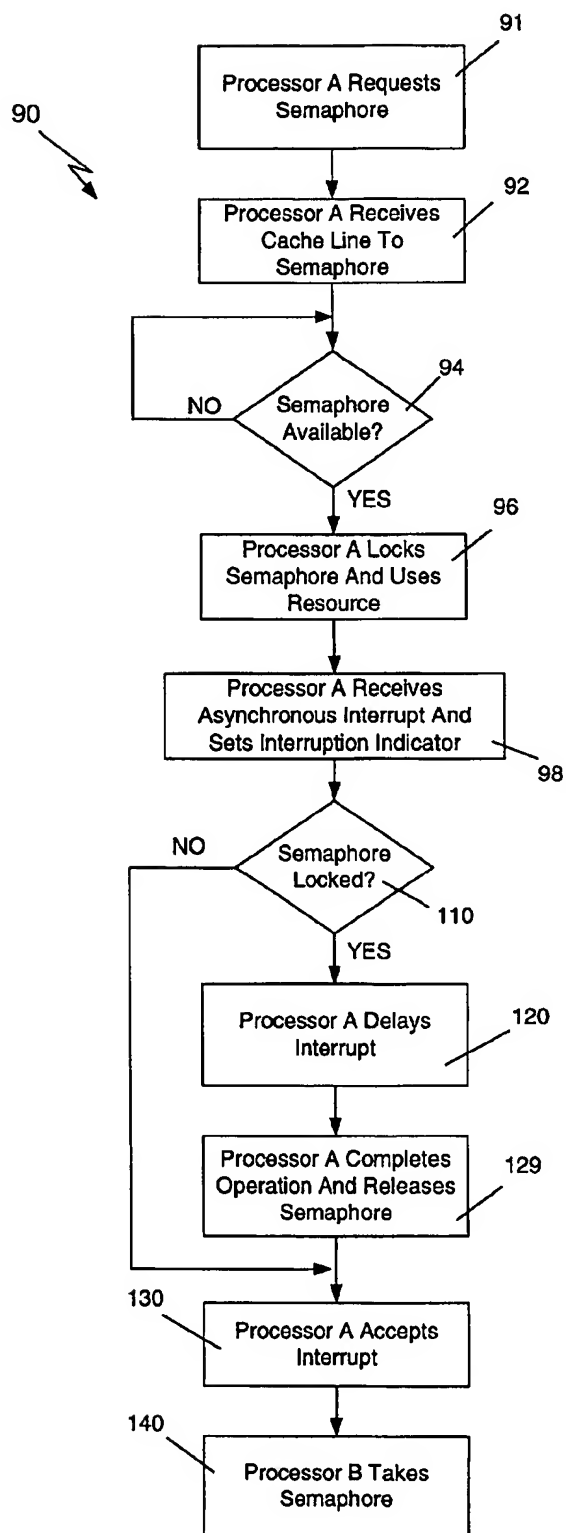 91
Processor A Requests
Semaphore
90
92
Processor A Receives
Cache Line To
Semaphore
94
Semaphore
Available?
NO
YES
96
Processor A Locks
Semaphore And Uses
Resource
Processor A Receives
Asynchronous Interrupt And
Sets Interruption Indicator
98
NO
Semaphore
Locked?
110
YES
Processor A Delays
Interrupt
120
Processor A Completes
Operation And Releases
Semaphore
129
130
Processor A Accepts
Interrupt
140
Processor B Takes
Semaphore